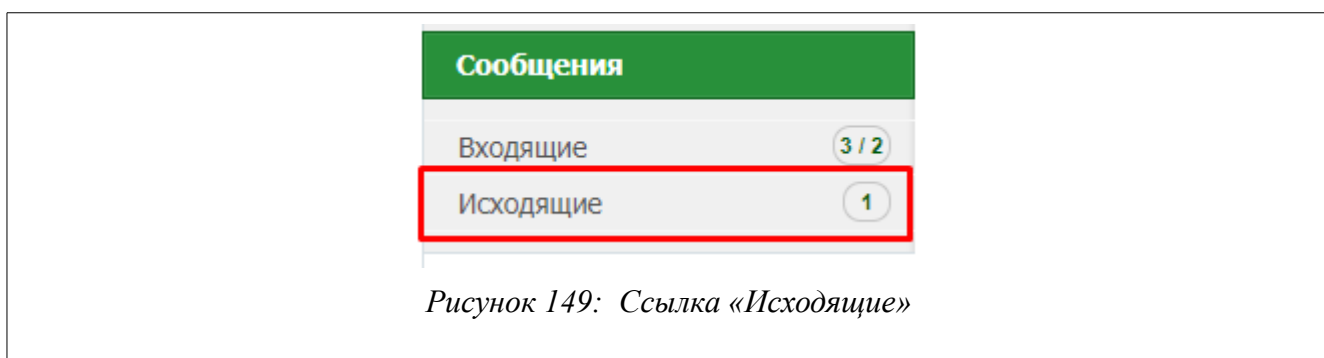 Сообщения
Входящие 3 / 2
Исходящие 1
Рисунок 149: Ссылка «Исходящие»